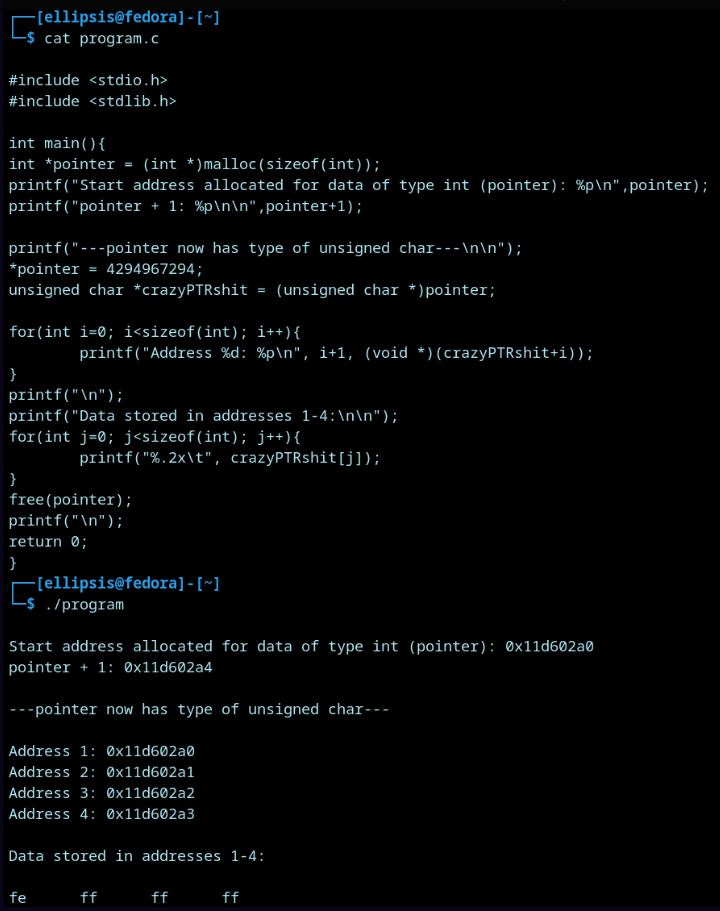 ┌──[ellipsis@fedora]-[~]
└─$ cat program.c

#include <stdio.h>
#include <stdlib.h>

int main(){
int *pointer = (int *)malloc(sizeof(int));
printf("Start address allocated for data of type int (pointer): %p\n",pointer);
printf("pointer + 1: %p\n\n",pointer+1);

printf("---pointer now has type of unsigned char---\n\n");
*pointer = 4294967294;
unsigned char *crazyPTRshit = (unsigned char *)pointer;

for(int i=0; i<sizeof(int); i++){
        printf("Address %d: %p\n", i+1, (void *)(crazyPTRshit+i));
}
printf("\n");
printf("Data stored in addresses 1-4:\n\n");
for(int j=0; j<sizeof(int); j++){
        printf("%.2x\t", crazyPTRshit[j]);
}
free(pointer);
printf("\n");
return 0;
}
┌──[ellipsis@fedora]-[~]
└─$ ./program

Start address allocated for data of type int (pointer): 0x11d602a0
pointer + 1: 0x11d602a4

---pointer now has type of unsigned char---

Address 1: 0x11d602a0
Address 2: 0x11d602a1
Address 3: 0x11d602a2
Address 4: 0x11d602a3

Data stored in addresses 1-4:

fe      ff      ff      ff